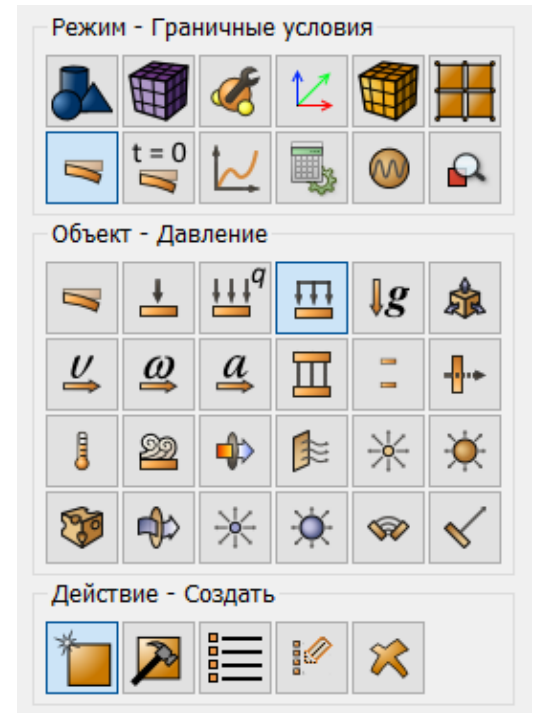 Режим - Граничные условия
t = 0
Объект - Давление
q
g
υ ω a
Действие - Создать